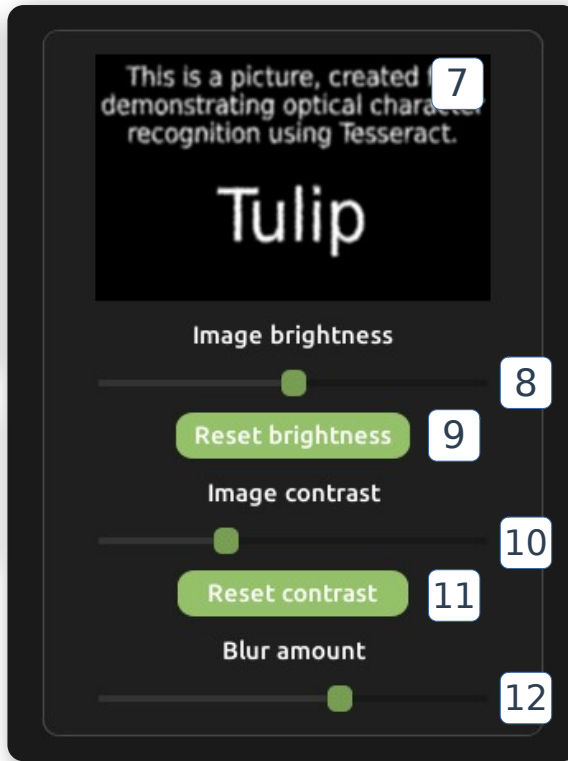 This is a picture, created 7
demonstrating optical character
recognition using Tesseract.
Tulip
Image brightness
8
Reset brightness 9
Image contrast
10
Reset contrast 11
Blur amount
12